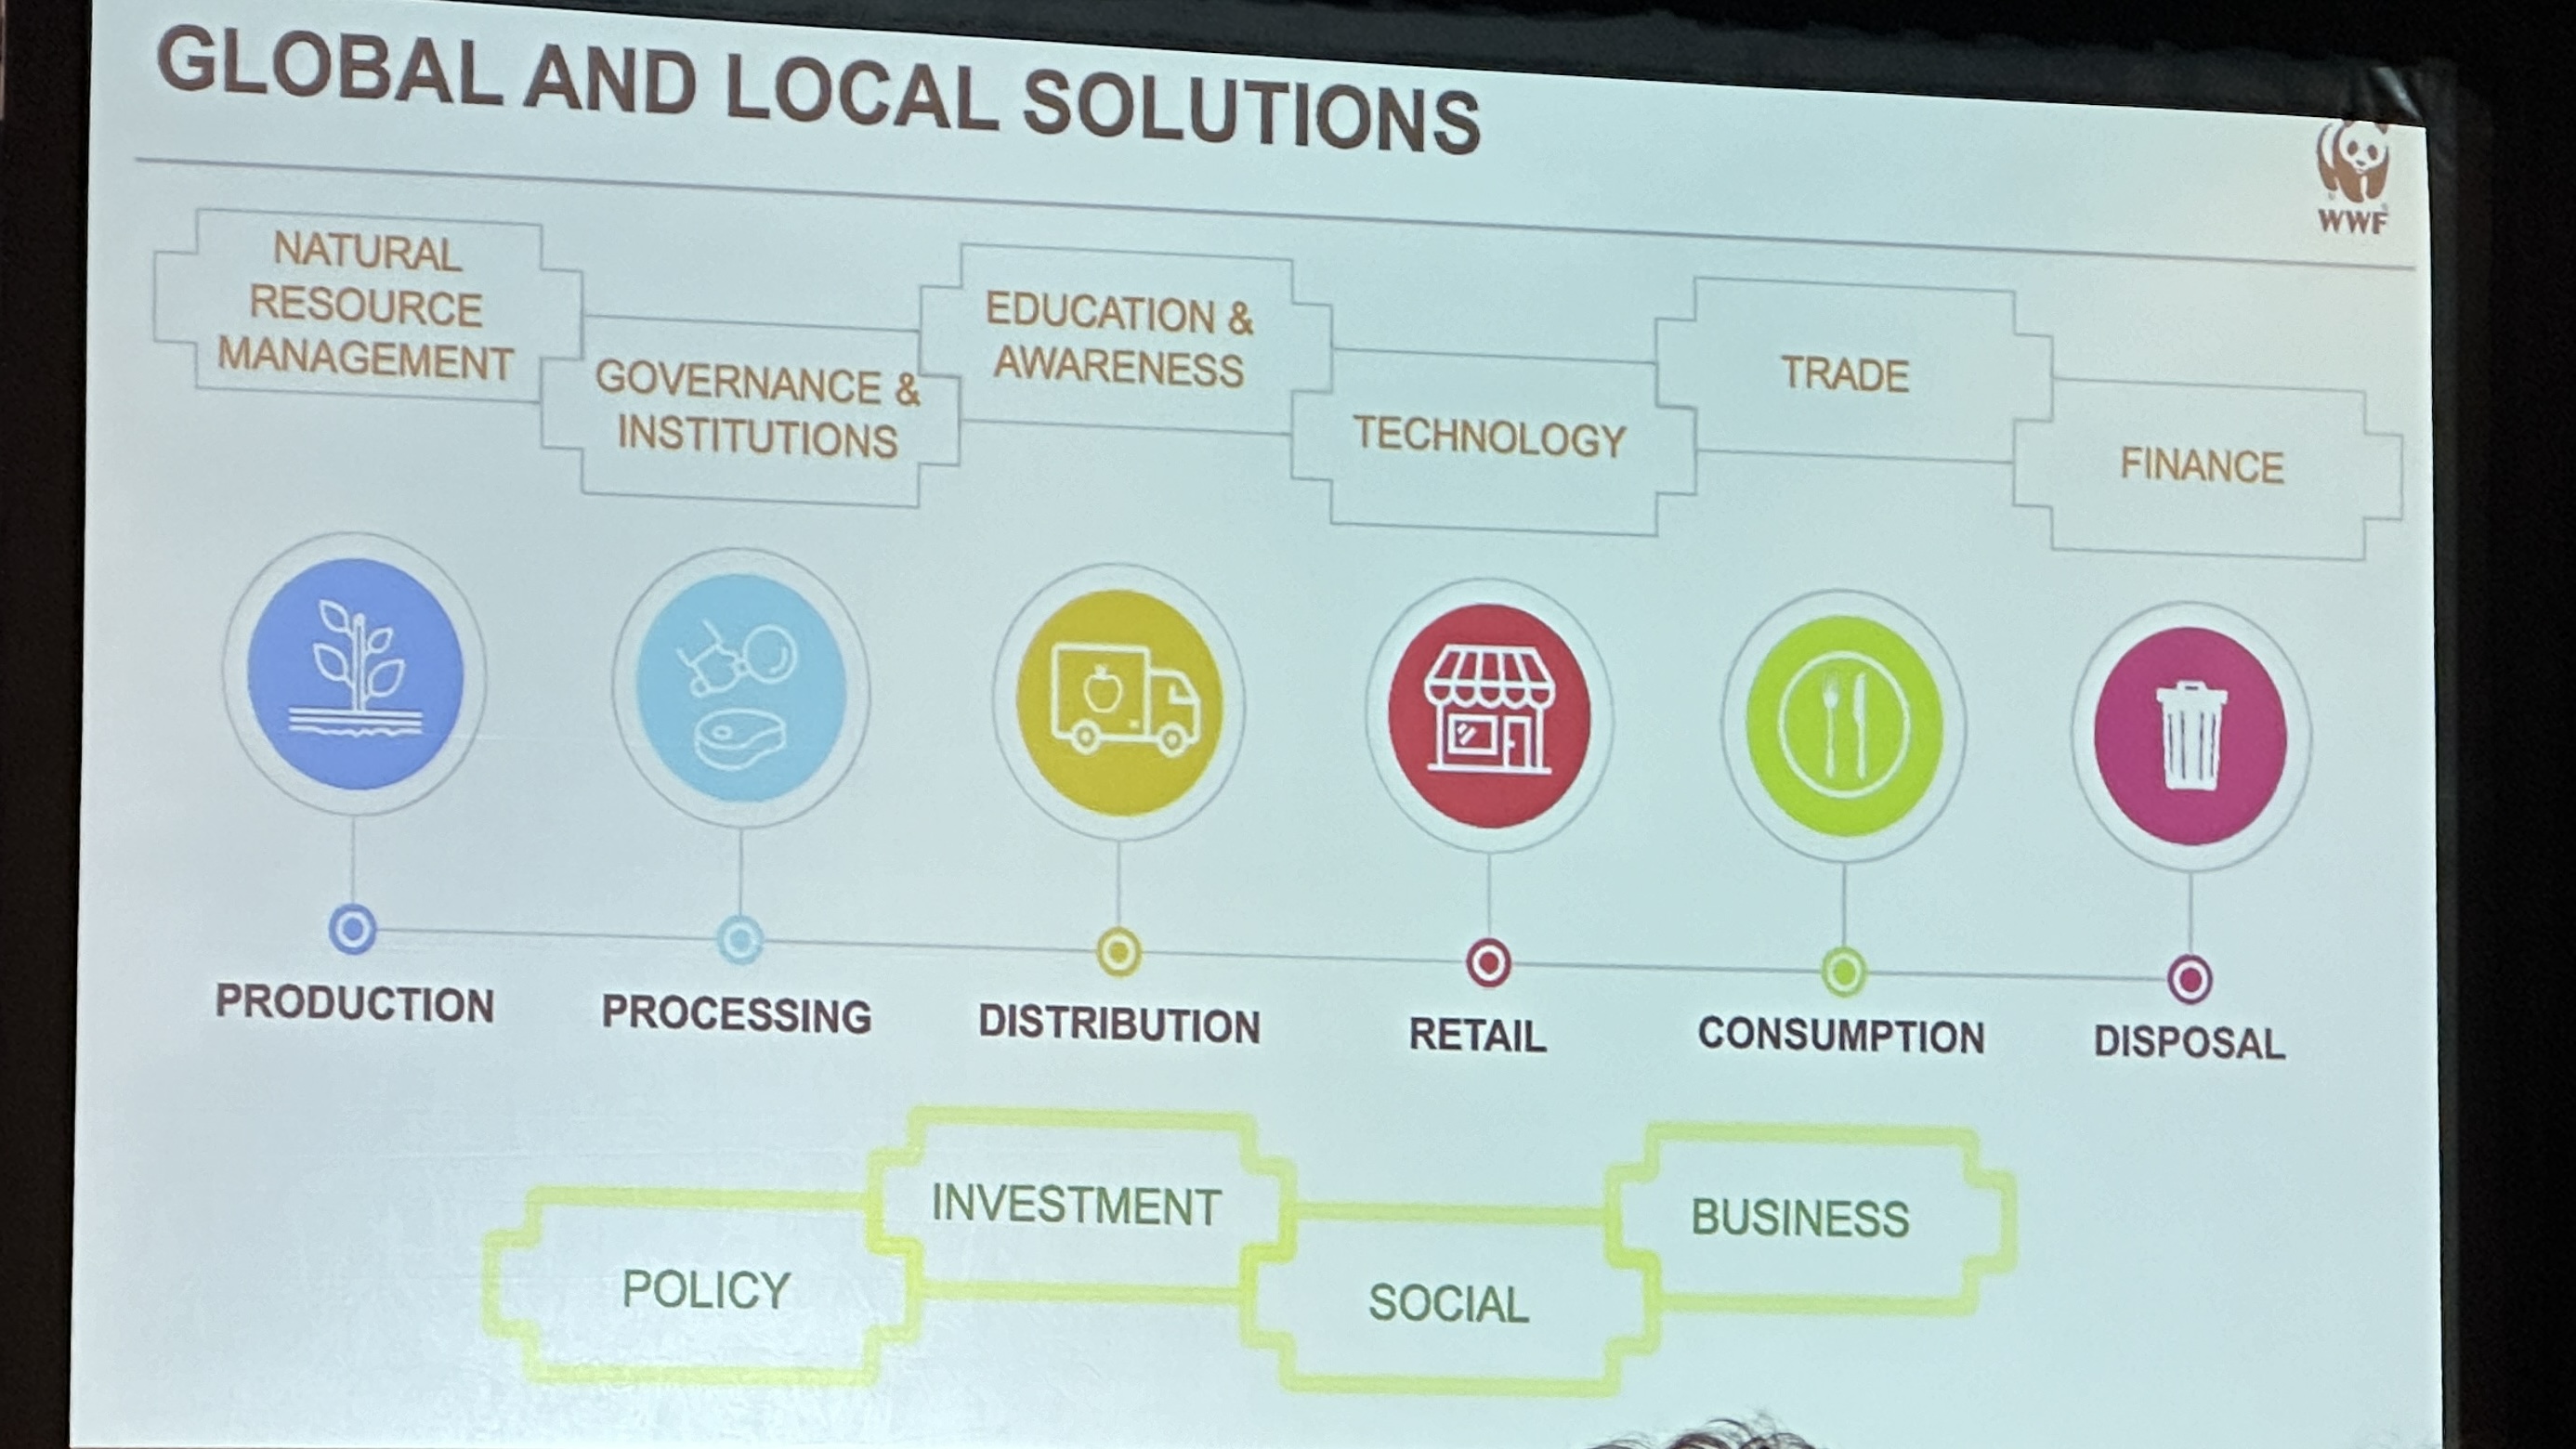 GLOBAL AND LOCAL SOLUTIONS
WWF
NATURAL
RESOURCE
MANAGEMENT
GOVERNANCE &
INSTITUTIONS
EDUCATION &
AWARENESS
TECHNOLOGY
TRADE
FINANCE
PRODUCTION
PROCESSING
DISTRIBUTION
RETAIL
CONSUMPTION
DISPOSAL
POLICY
INVESTMENT
SOCIAL
BUSINESS